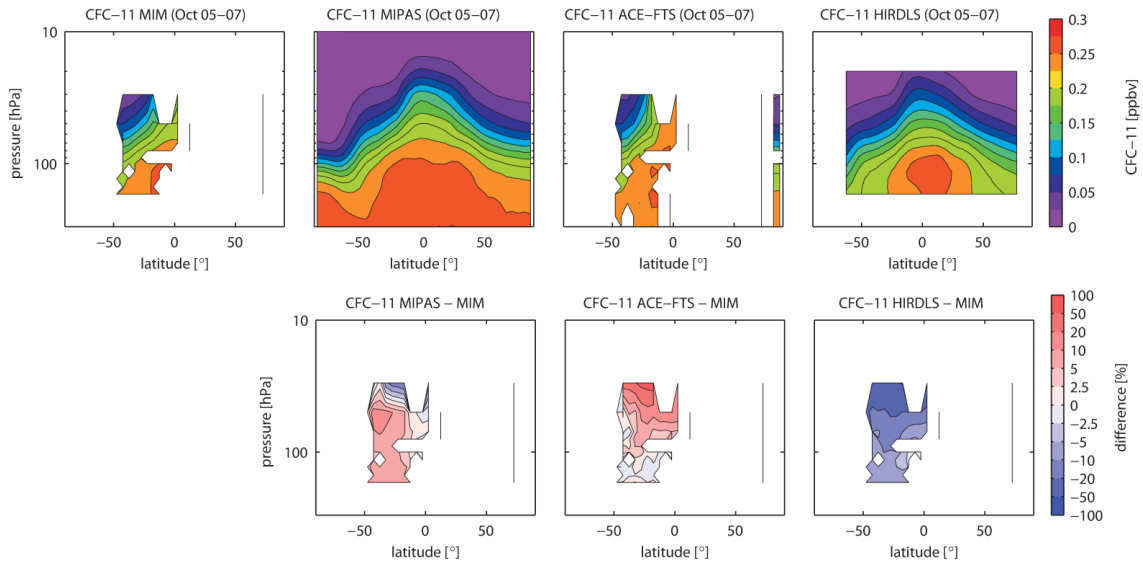 CFC−11 MIM (Oct 05−07)
CFC−11 MIPAS (Oct 05−07)
CFC−11 ACE−FTS (Oct 05−07)
CFC−11 HIRDLS (Oct 05−07)
10
100
pressure [hPa]
−50 0 50
latitude [°]
−50 0 50
latitude [°]
−50 0 50
latitude [°]
−50 0 50
latitude [°]
0.3
0.25
0.2
0.15
0.1
0.05
0
CFC−11 [ppbv]
CFC−11 MIPAS − MIM
CFC−11 ACE−FTS − MIM
CFC−11 HIRDLS − MIM
10
100
pressure [hPa]
−50 0 50
latitude [°]
−50 0 50
latitude [°]
−50 0 50
latitude [°]
100
50
20
10
5
2.5
0
−2.5
−5
−10
−20
−50
−100
difference [%]